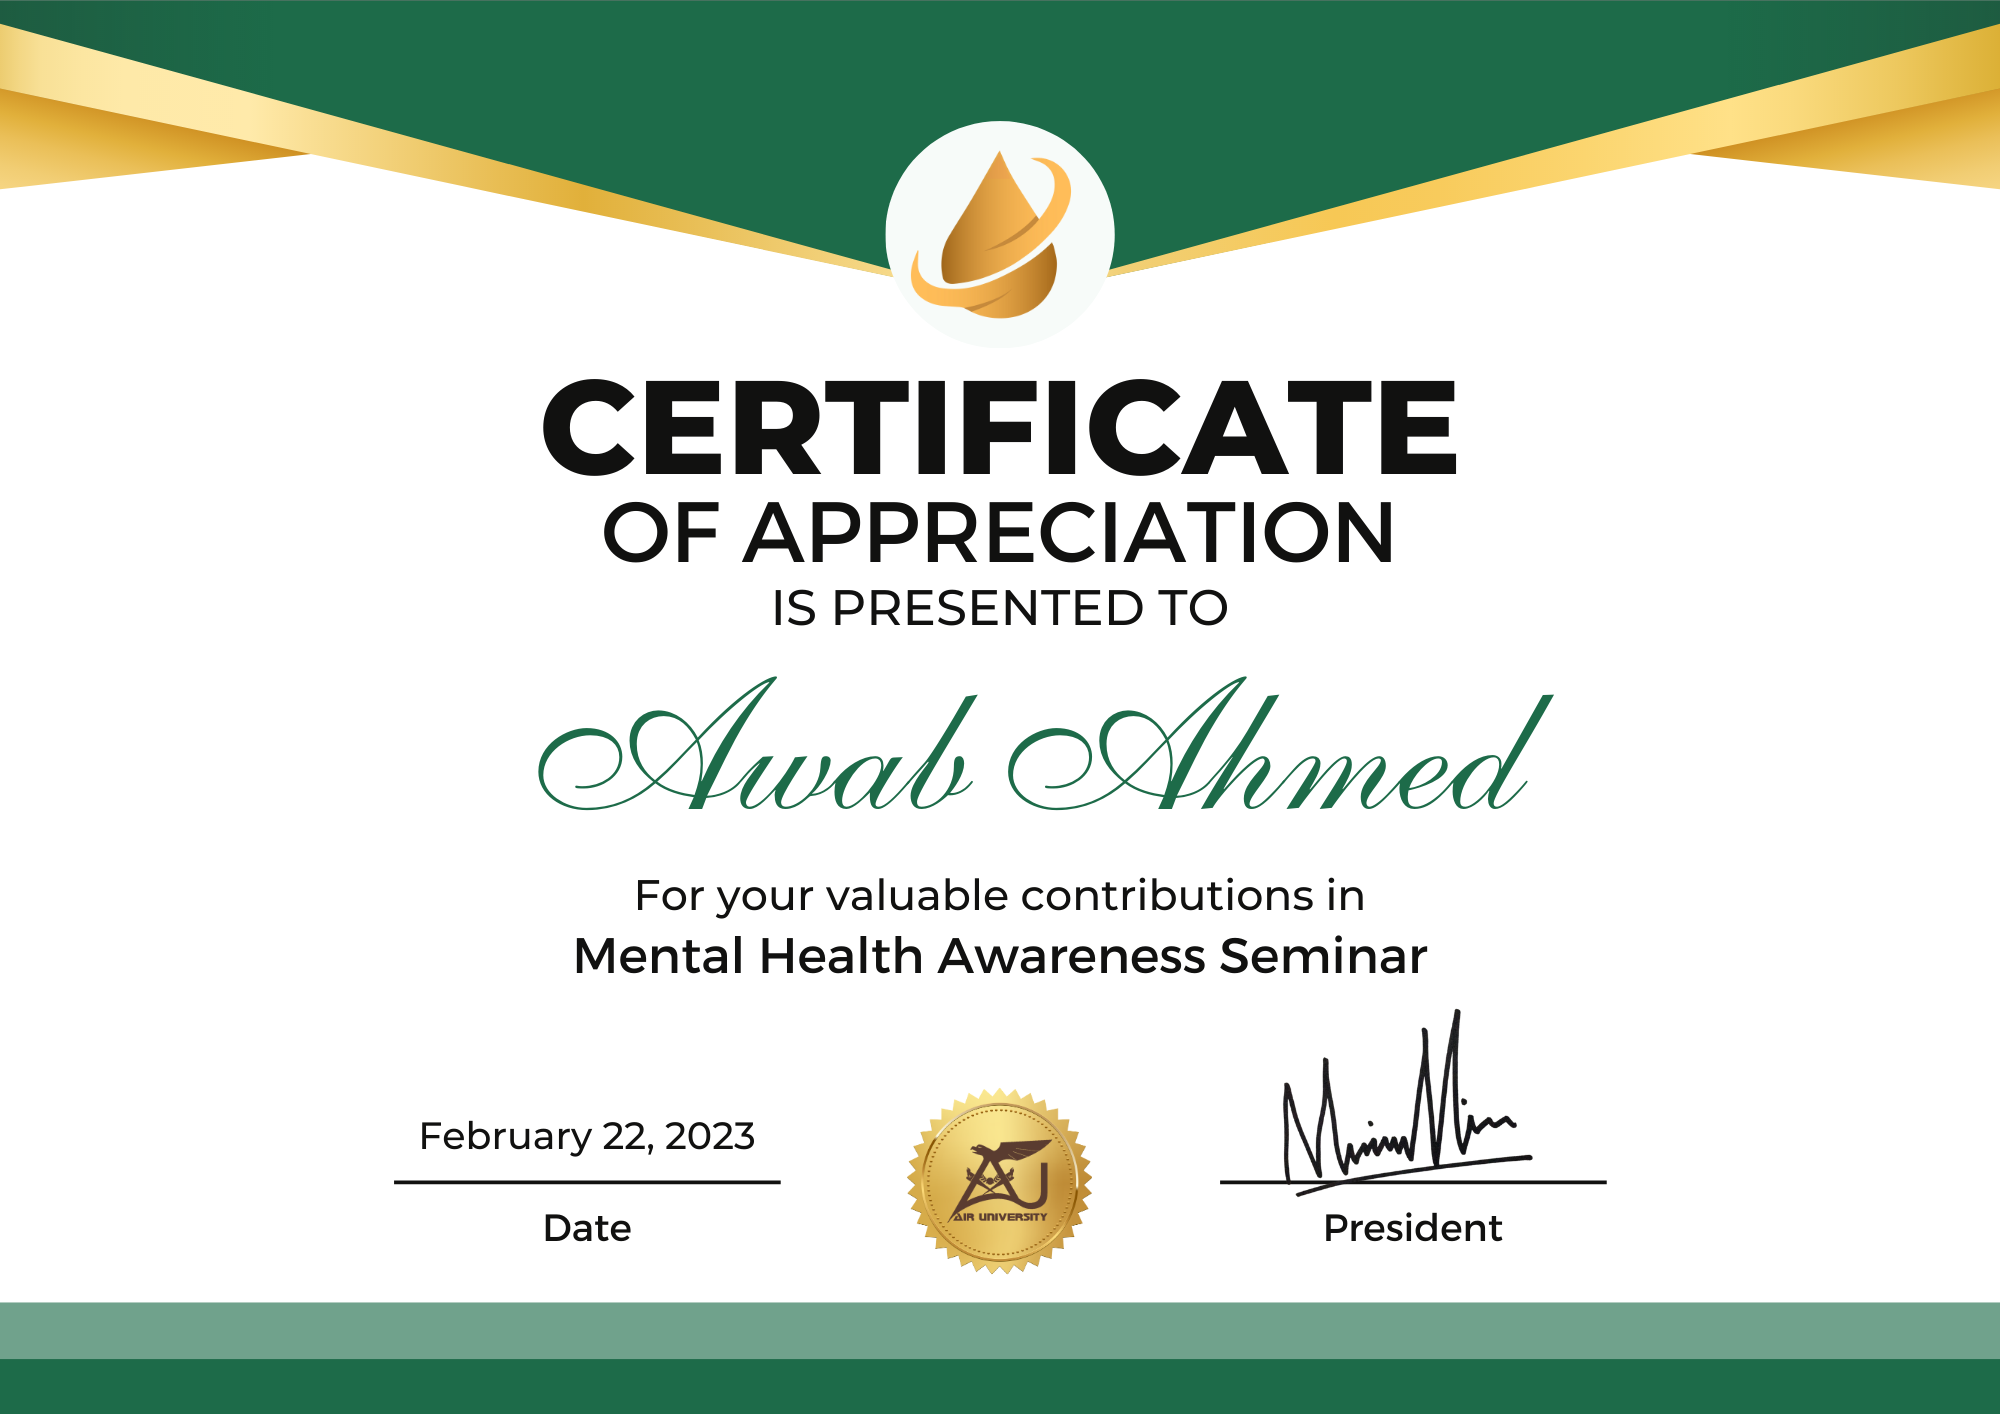 CERTIFICATE
OF APPRECIATION
IS PRESENTED TO
Awab Ahmed
For your valuable contributions in
Mental Health Awareness Seminar
February 22, 2023
Date
AU
AIR UNIVERSITY
President